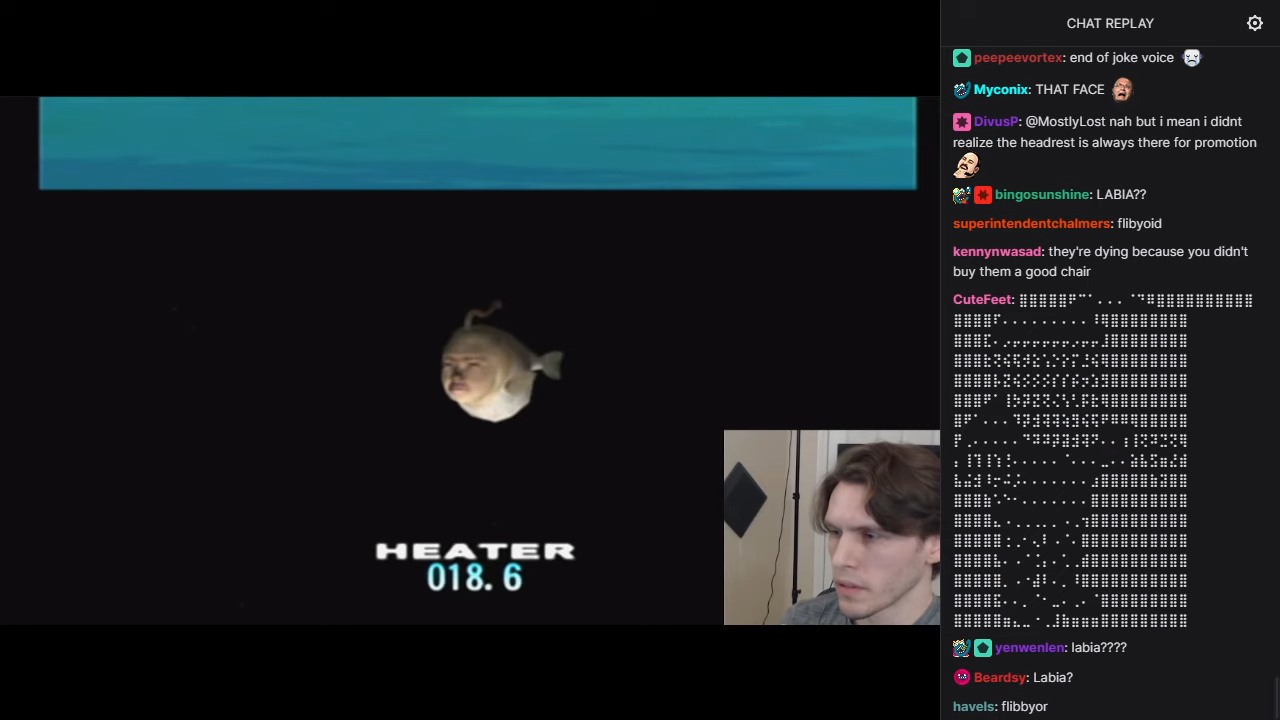 CHAT REPLAY
peepeevortex: end of joke voice
Myconix: THAT FACE
DivusP: @MostlyLost nah but i mean i didnt
realize the headrest is always there for promotion
bingosunshine: LABIA??
superintendentchalmers: flibyoid
kennynwasad: they're dying because you didn't
buy them a good chair
CuteFeet:
yenwenlen: labia????
Beardsy: Labia?
havels: flibbyor
HEATER
018.6